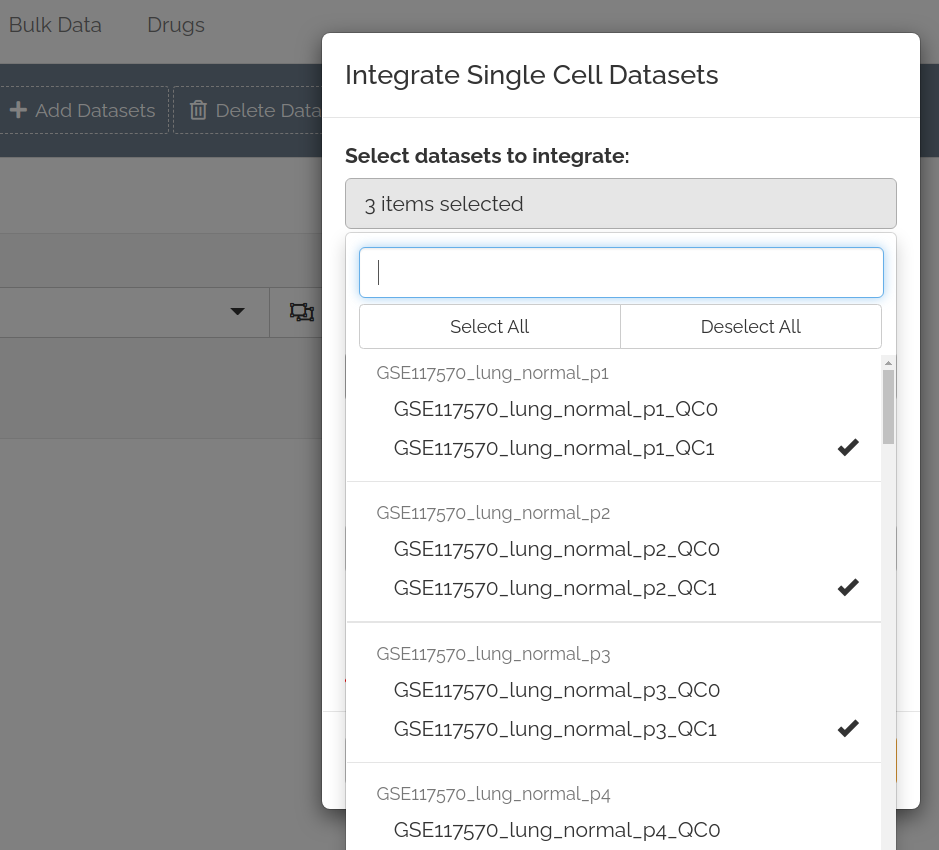 Bulk Data Drugs
Add Datasets Delete Data
Integrate Single Cell Datasets
Select datasets to integrate:
3 items selected
Select All Deselect All
GSE117570_lung_normal_p1
GSE117570_lung_normal_p1_QC0
GSE117570_lung_normal_p1_QC1
GSE117570_lung_normal_p2
GSE117570_lung_normal_p2_QC0
GSE117570_lung_normal_p2_QC1
GSE117570_lung_normal_p3
GSE117570_lung_normal_p3_QC0
GSE117570_lung_normal_p3_QC1
GSE117570_lung_normal_p4
GSE117570_lung_normal_p4_QC0